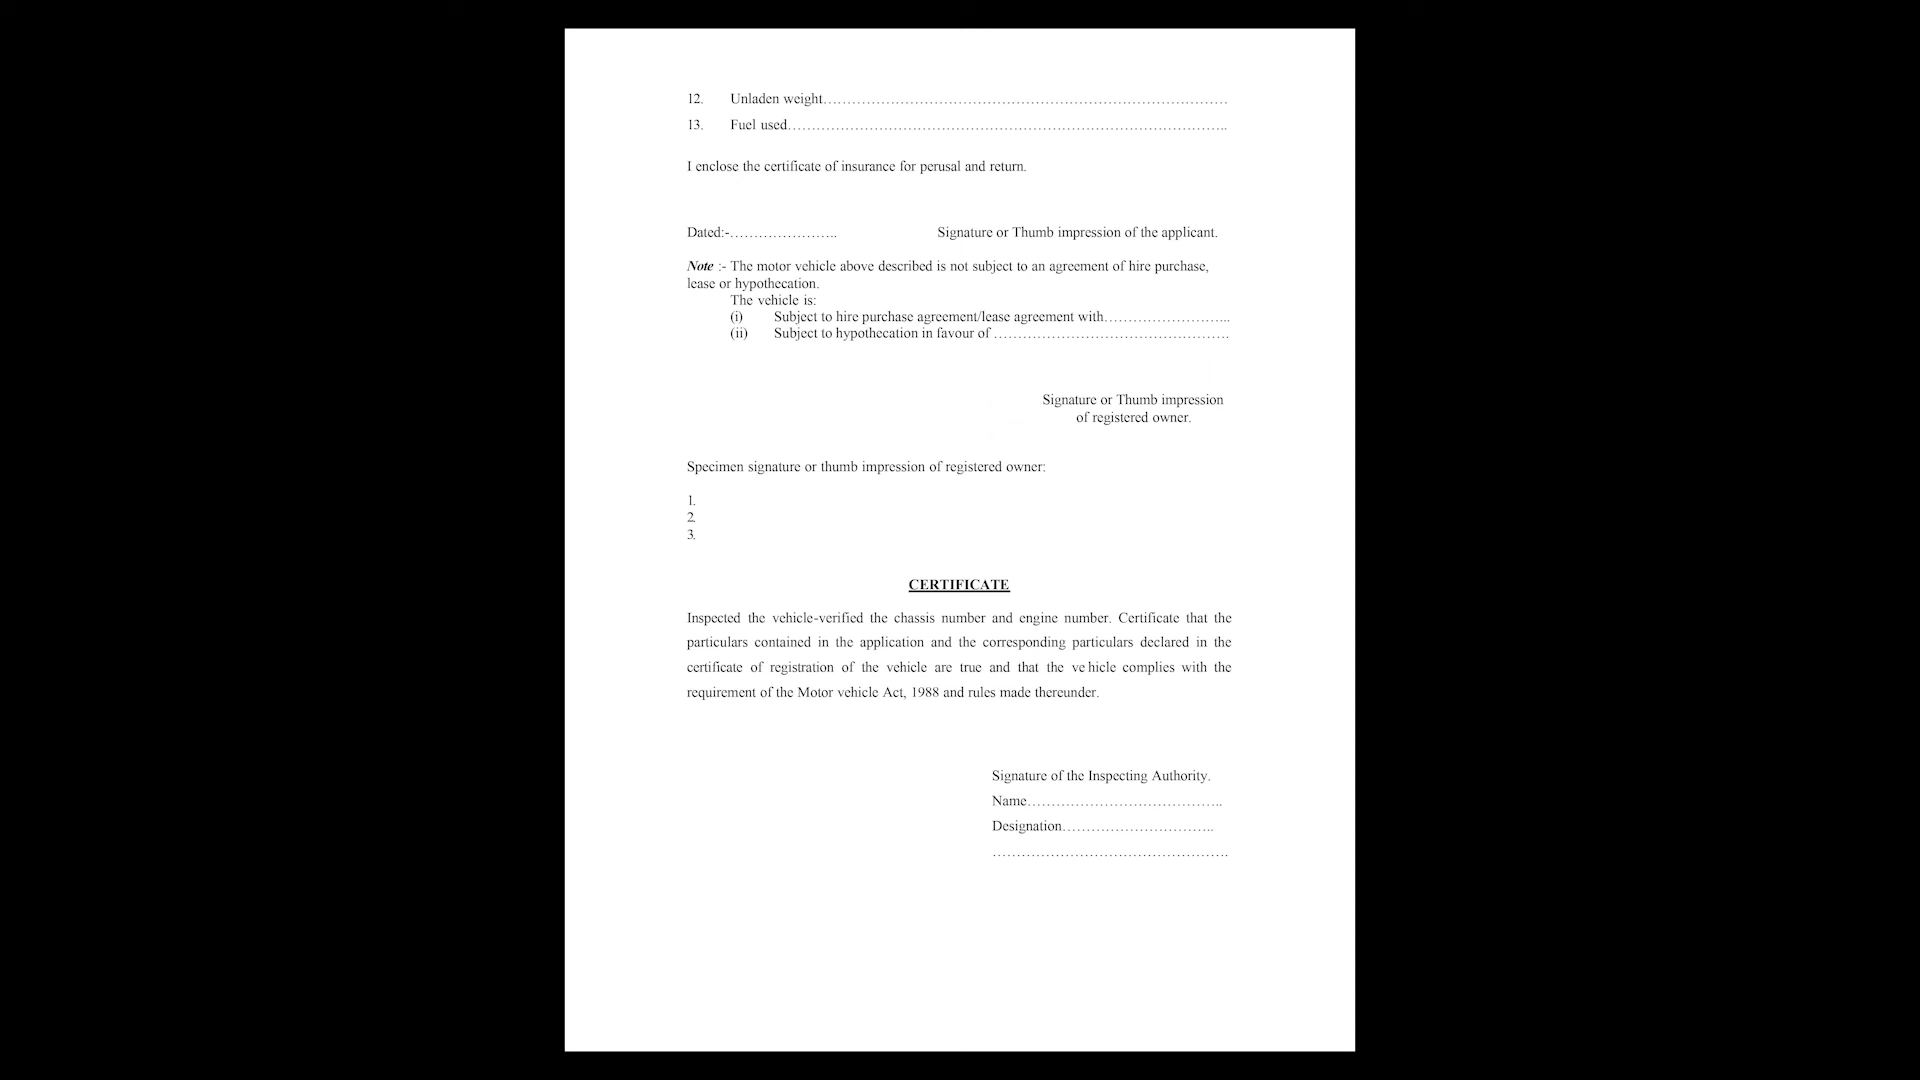 12. Unladen weight…………………………………………………………………………
13. Fuel used………………………………………………………………………………..
I enclose the certificate of insurance for perusal and return.
Dated:-………………….. Signature or Thumb impression of the applicant.
Note :- The motor vehicle above described is not subject to an agreement of hire purchase,
lease or hypothecation.
The vehicle is:
(i) Subject to hire purchase agreement/lease agreement with……………………...
(ii) Subject to hypothecation in favour of ………………………………………….
Signature or Thumb impression
of registered owner.
Specimen signature or thumb impression of registered owner:
1.
2.
3.
CERTIFICATE
Inspected the vehicle-verified the chassis number and engine number. Certificate that the
particulars contained in the application and the corresponding particulars declared in the
certificate of registration of the vehicle are true and that the ve hicle complies with the
requirement of the Motor vehicle Act, 1988 and rules made thereunder.
Signature of the Inspecting Authority.
Name…………………………………..
Designation…………………………..
………………………………………….